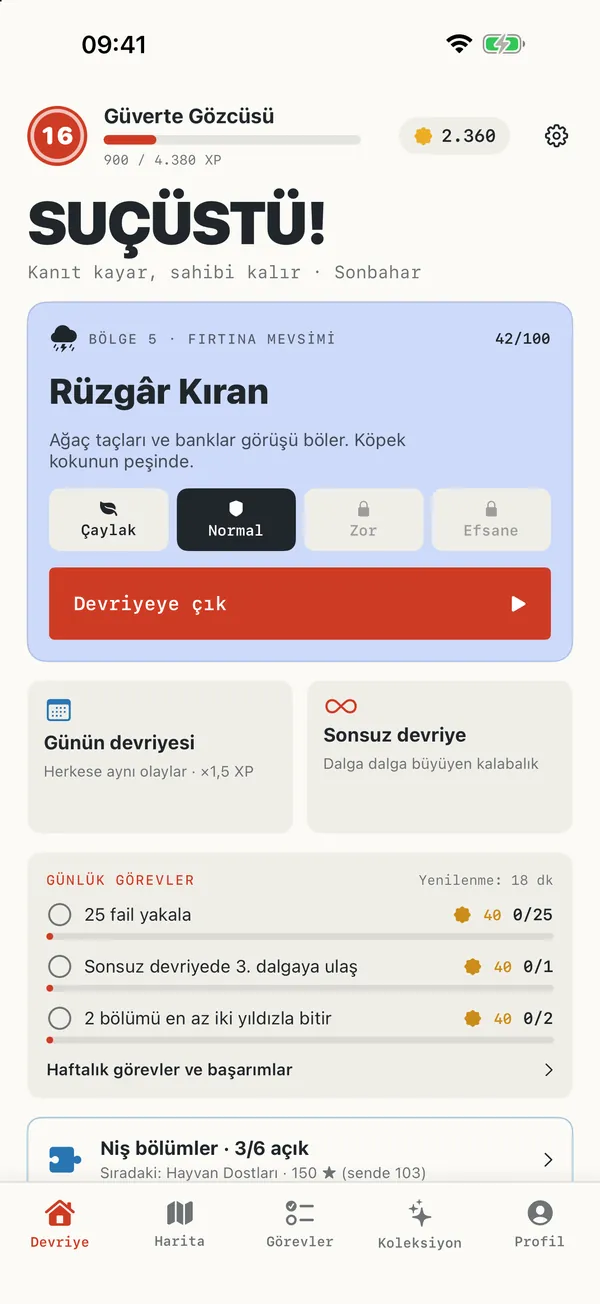 09:41
16
Güverte Gözcüsü
900 / 4.380 XP
2.360
SUÇÜSTÜ!
Kanıt kayar, sahibi kalır · Sonbahar
BÖLGE 5 · FIRTINA MEVSİMİ
42/100
Rüzgâr Kıran
Ağaç taçları ve banklar görüşü böler. Köpek
kokunun peşinde.
Çaylak
Normal
Zor
Efsane
Devriyeye çık
Günün devriyesi
Herkese aynı olaylar · ×1,5 XP
Sonsuz devriye
Dalga dalga büyüyen kalabalık
GÜNLÜK GÖREVLER
Yenilenme: 18 dk
25 fail yakala
40 0/25
Sonsuz devriyede 3. dalgaya ulaş
40 0/1
2 bölümü en az iki yıldızla bitir
40 0/2
Haftalık görevler ve başarımlar
Niş bölümler · 3/6 açık
Sıradaki: Hayvan Dostları · 150 ★ (sende 103)
Devriye
Harita
Görevler
Koleksiyon
Profil